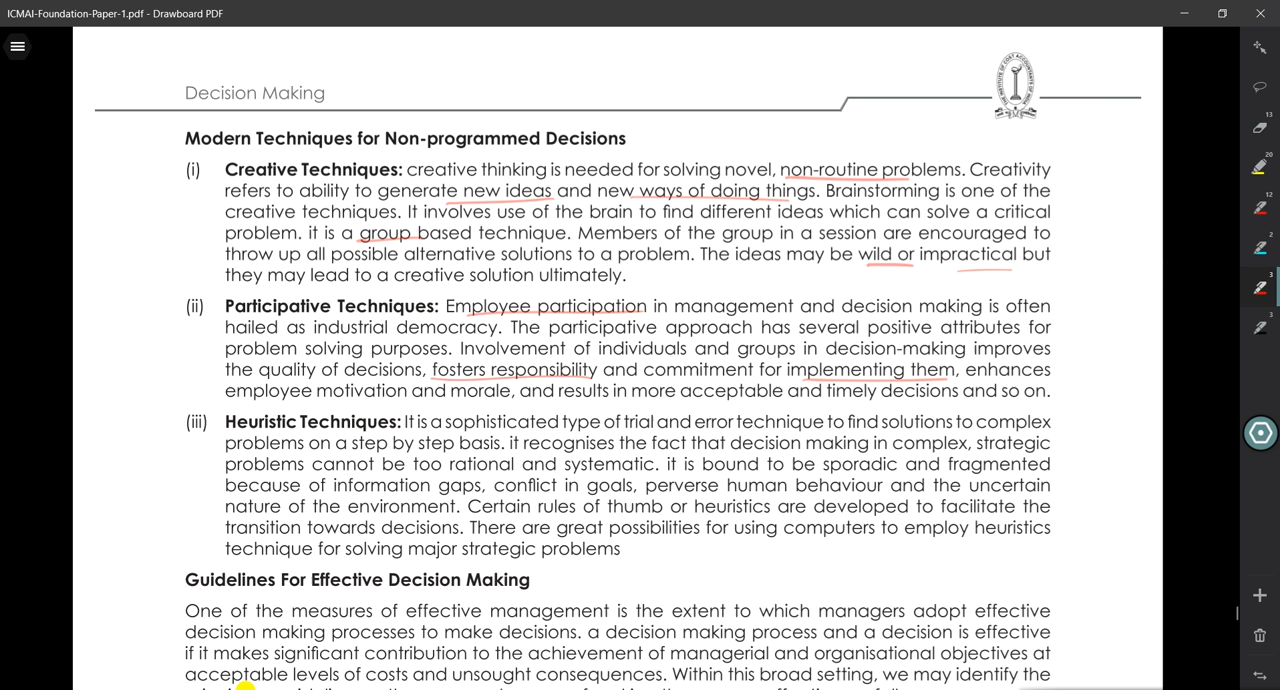 ICMAI-Foundation-Paper-1.pdf - Drawboard PDF
Decision Making
Modern Techniques for Non-programmed Decisions
(i) Creative Techniques: creative thinking is needed for solving novel, non-routine problems. Creativity
refers to ability to generate new ideas and new ways of doing things. Brainstorming is one of the
creative techniques. It involves use of the brain to find different ideas which can solve a critical
problem. it is a group based technique. Members of the group in a session are encouraged to
throw up all possible alternative solutions to a problem. The ideas may be wild or impractical but
they may lead to a creative solution ultimately.
(ii) Participative Techniques: Employee participation in management and decision making is often
hailed as industrial democracy. The participative approach has several positive attributes for
problem solving purposes. Involvement of individuals and groups in decision-making improves
the quality of decisions, fosters responsibility and commitment for implementing them, enhances
employee motivation and morale, and results in more acceptable and timely decisions and so on.
(iii) Heuristic Techniques: It is a sophisticated type of trial and error technique to find solutions to complex
problems on a step by step basis. it recognises the fact that decision making in complex, strategic
problems cannot be too rational and systematic. it is bound to be sporadic and fragmented
because of information gaps, conflict in goals, perverse human behaviour and the uncertain
nature of the environment. Certain rules of thumb or heuristics are developed to facilitate the
transition towards decisions. There are great possibilities for using computers to employ heuristics
technique for solving major strategic problems
Guidelines For Effective Decision Making
One of the measures of effective management is the extent to which managers adopt effective
decision making processes to make decisions. a decision making process and a decision is effective
if it makes significant contribution to the achievement of managerial and organisational objectives at
acceptable levels of costs and unsought consequences. Within this broad setting, we may identify the
13
20
12
2
3
3